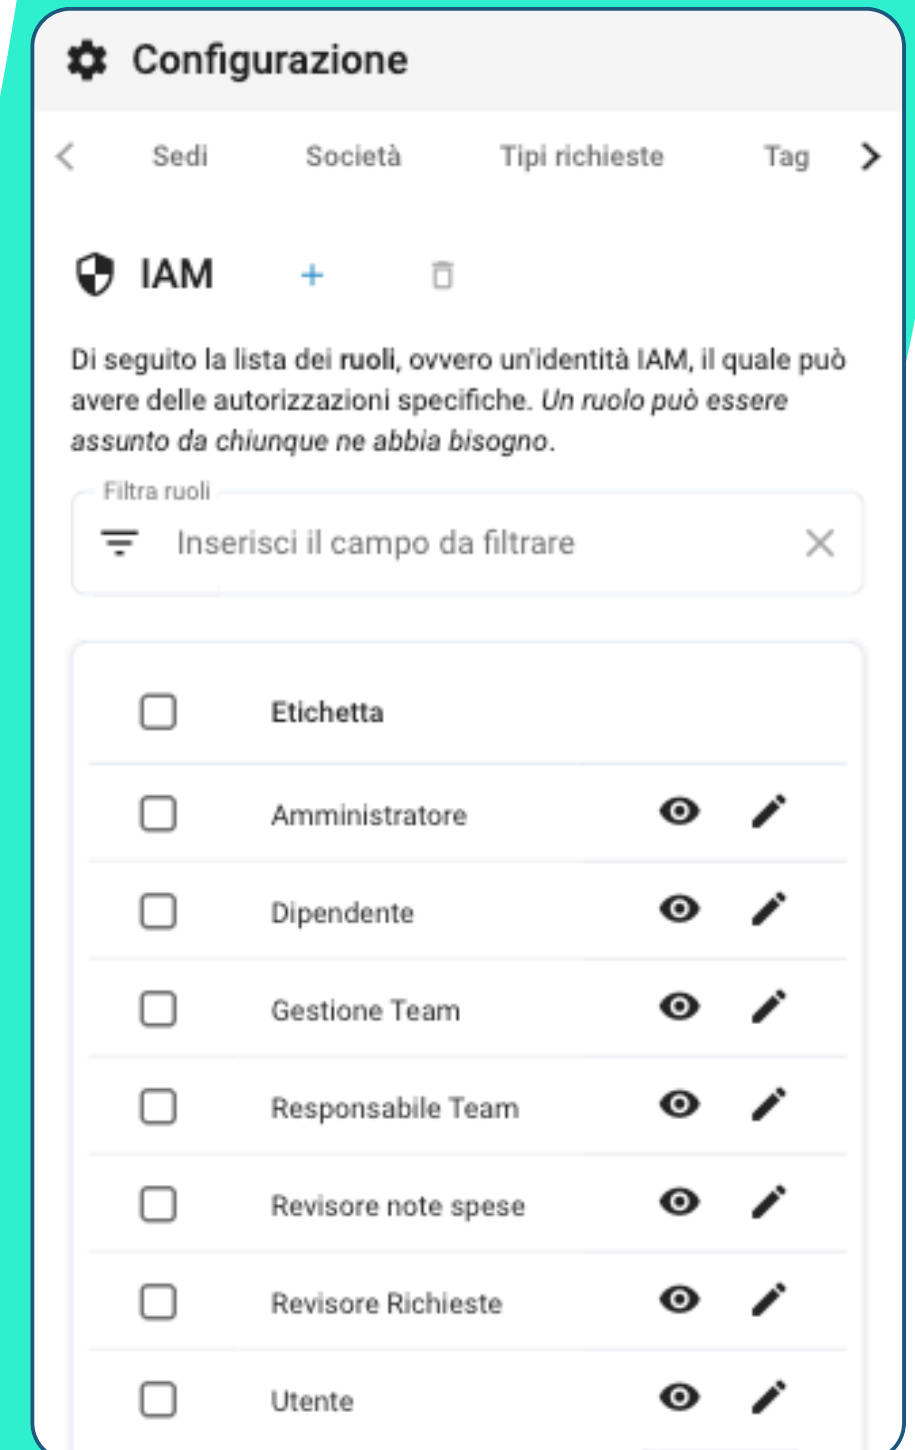 Configurazione
Sedi Società Tipi richieste Tag
IAM
Di seguito la lista dei ruoli, ovvero un'identità IAM, il quale può
avere delle autorizzazioni specifiche. Un ruolo può essere
assunto da chiunque ne abbia bisogno.
Filtra ruoli
Inserisci il campo da filtrare
Etichetta
Amministratore
Dipendente
Gestione Team
Responsabile Team
Revisore note spese
Revisore Richieste
Utente